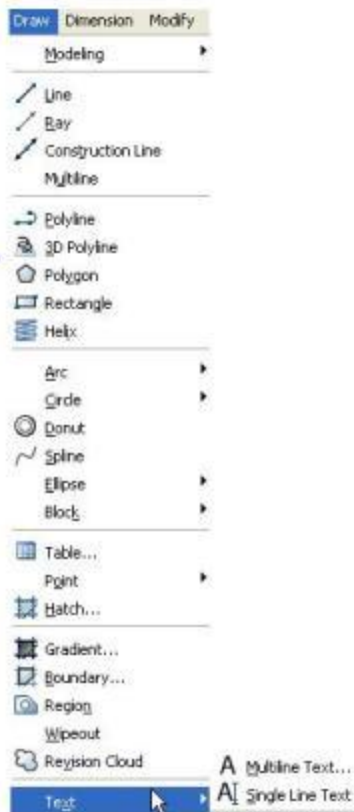 Draw Dimension Modify
Modeling
Line
Ray
Construction Line
Multiline
Polyline
3D Polyline
Polygon
Rectangle
Helix
Arc
Circle
Donut
Spline
Ellipse
Block
Table...
Point
Hatch...
Gradient...
Boundary...
Region
Wipeout
Revision Cloud
Text
A Multiline Text...
AI Single Line Text